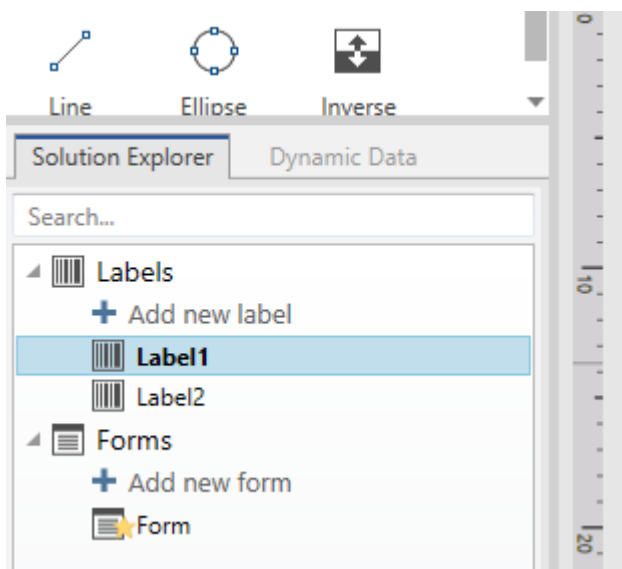 Line Ellipse Inverse
Solution Explorer Dynamic Data
Search...
Labels
Add new label
Label1
Label2
Forms
Add new form
Form
0
10
20